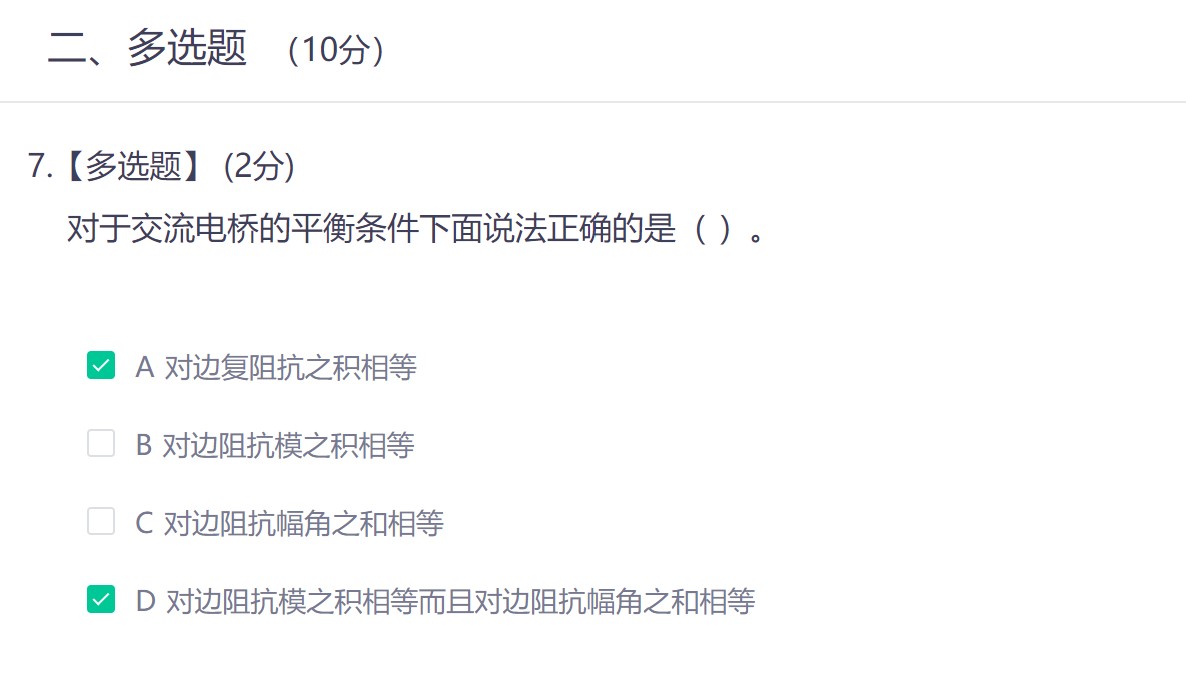 二、多选题 （10分）
7.【多选题】 (2分)
对于交流电桥的平衡条件下面说法正确的是（ ）。
A 对边复阻抗之积相等
B 对边阻抗模之积相等
C 对边阻抗幅角之和相等
D 对边阻抗模之积相等而且对边阻抗幅角之和相等